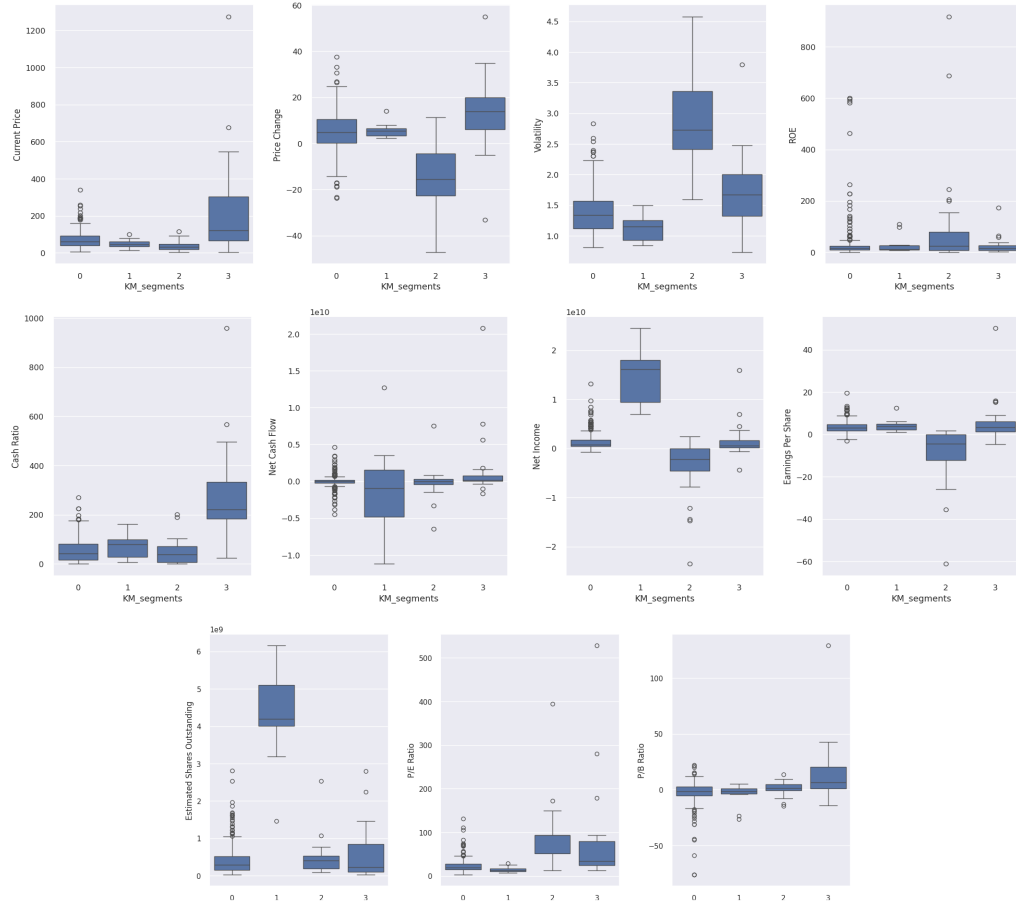 Current Price
1200
1000
800
600
400
200
0
0 1 2 3
KM_segments
Price Change
60
40
20
0
−20
−40
0 1 2 3
KM_segments
Volatility
4.5
4.0
3.5
3.0
2.5
2.0
1.5
1.0
0 1 2 3
KM_segments
ROE
800
600
400
200
0
0 1 2 3
KM_segments
Cash Ratio
1000
800
600
400
200
0
0 1 2 3
KM_segments
1e10
Net Cash Flow
2.0
1.5
1.0
0.5
0.0
−0.5
−1.0
0 1 2 3
KM_segments
1e10
Net Income
2
1
0
−1
−2
0 1 2 3
KM_segments
Earnings Per Share
40
20
0
−20
−40
−60
0 1 2 3
KM_segments
1e9
Estimated Shares Outstanding
6
5
4
3
2
1
0
0 1 2 3
P/E Ratio
500
400
300
200
100
0
0 1 2 3
P/B Ratio
100
50
0
−50
0 1 2 3